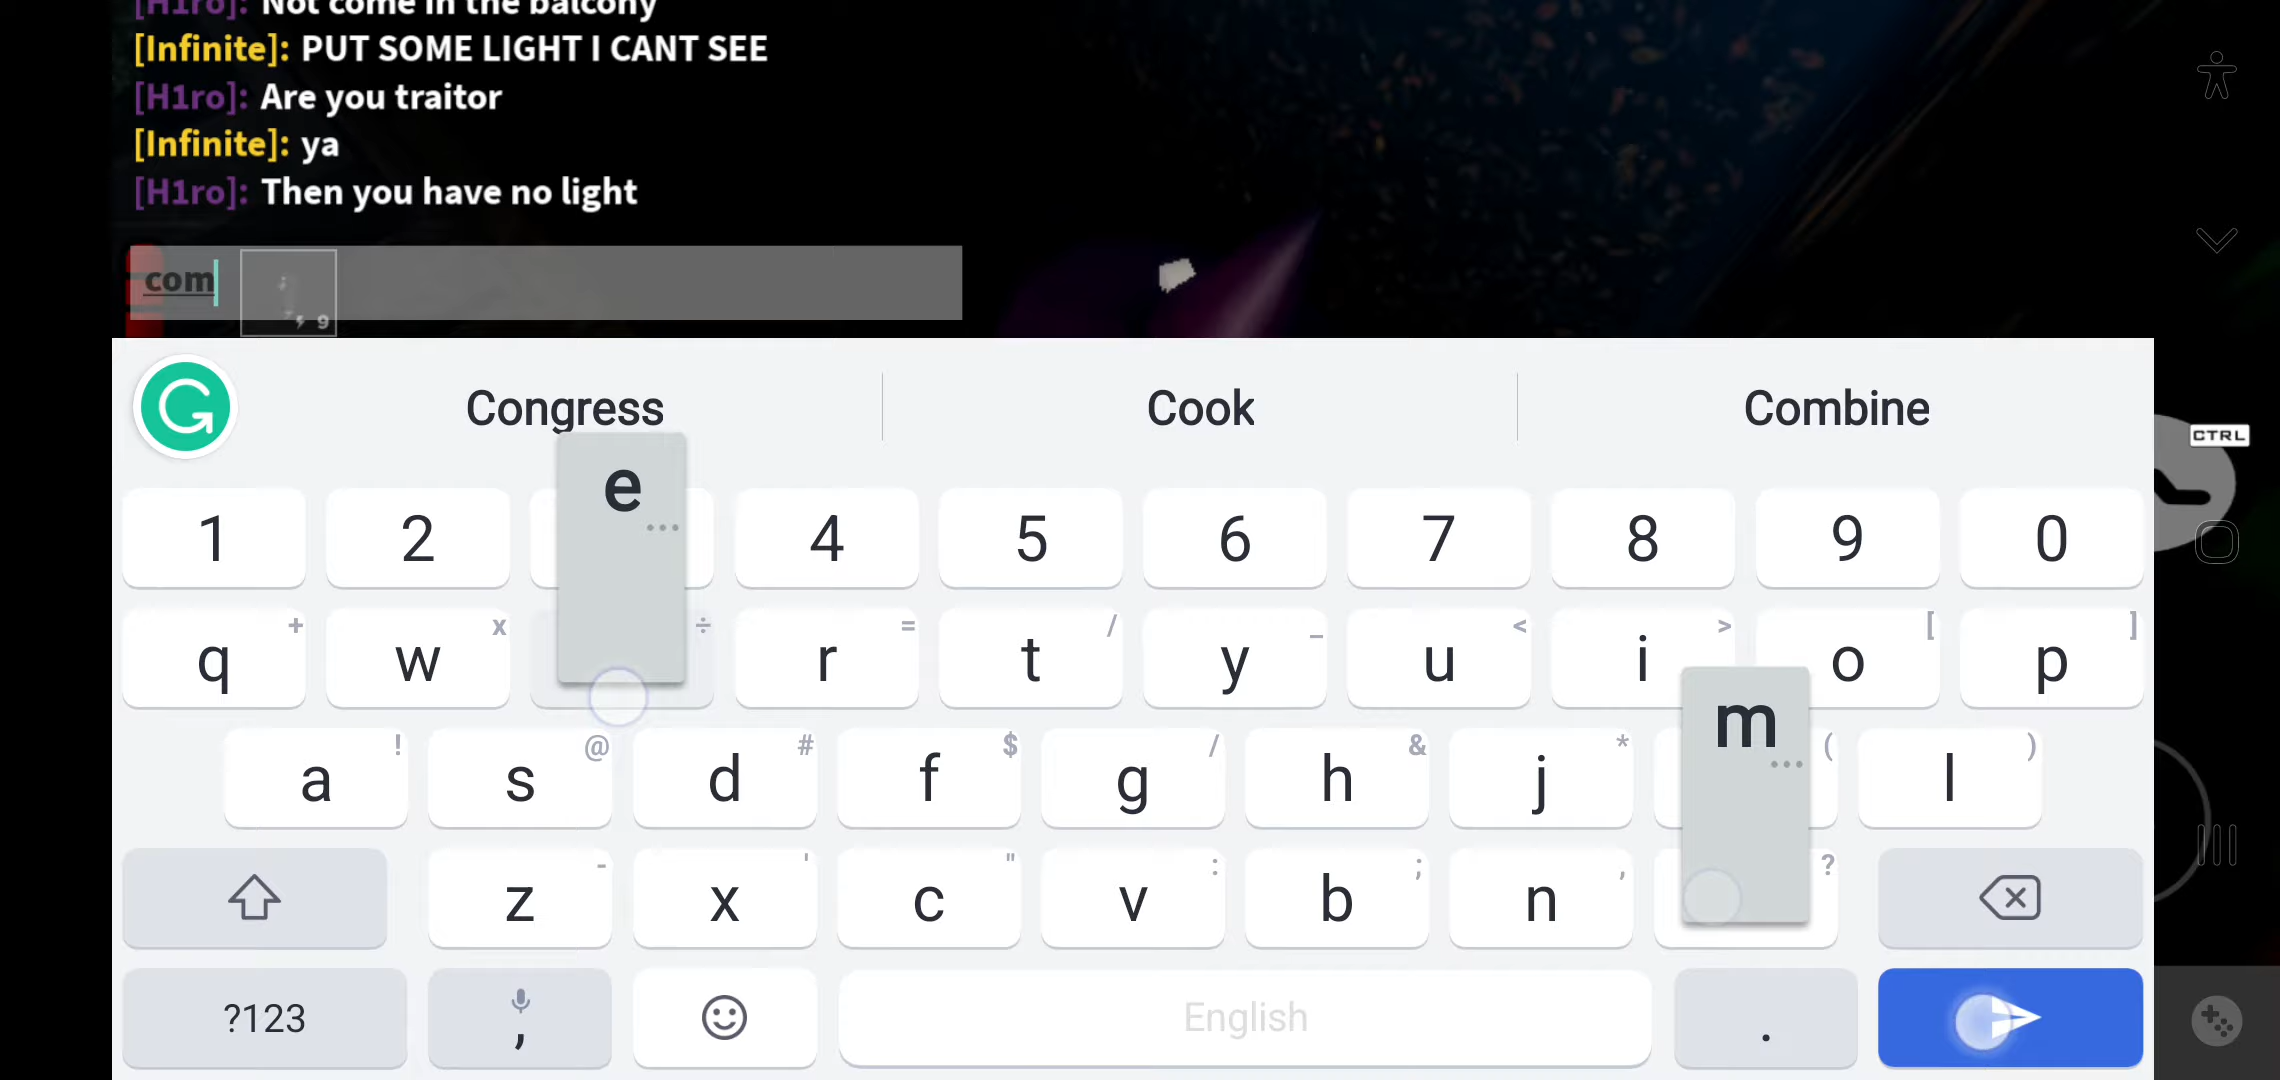 [H1ro]: Not come in the balcony
[Infinite]: PUT SOME LIGHT I CANT SEE
[H1ro]: Are you traitor
[Infinite]: ya
[H1ro]: Then you have no light
com
9
Congress Cook Combine
CTRL
e
1 2 4 5 6 7 8 9 0
+ x ÷ = / _ < > [ ]
q w r t y u i o p
m
! @ # $ / & * ( )
a s d f g h j l
- ' " : ; , ?
z x c v b n
?123 , English .